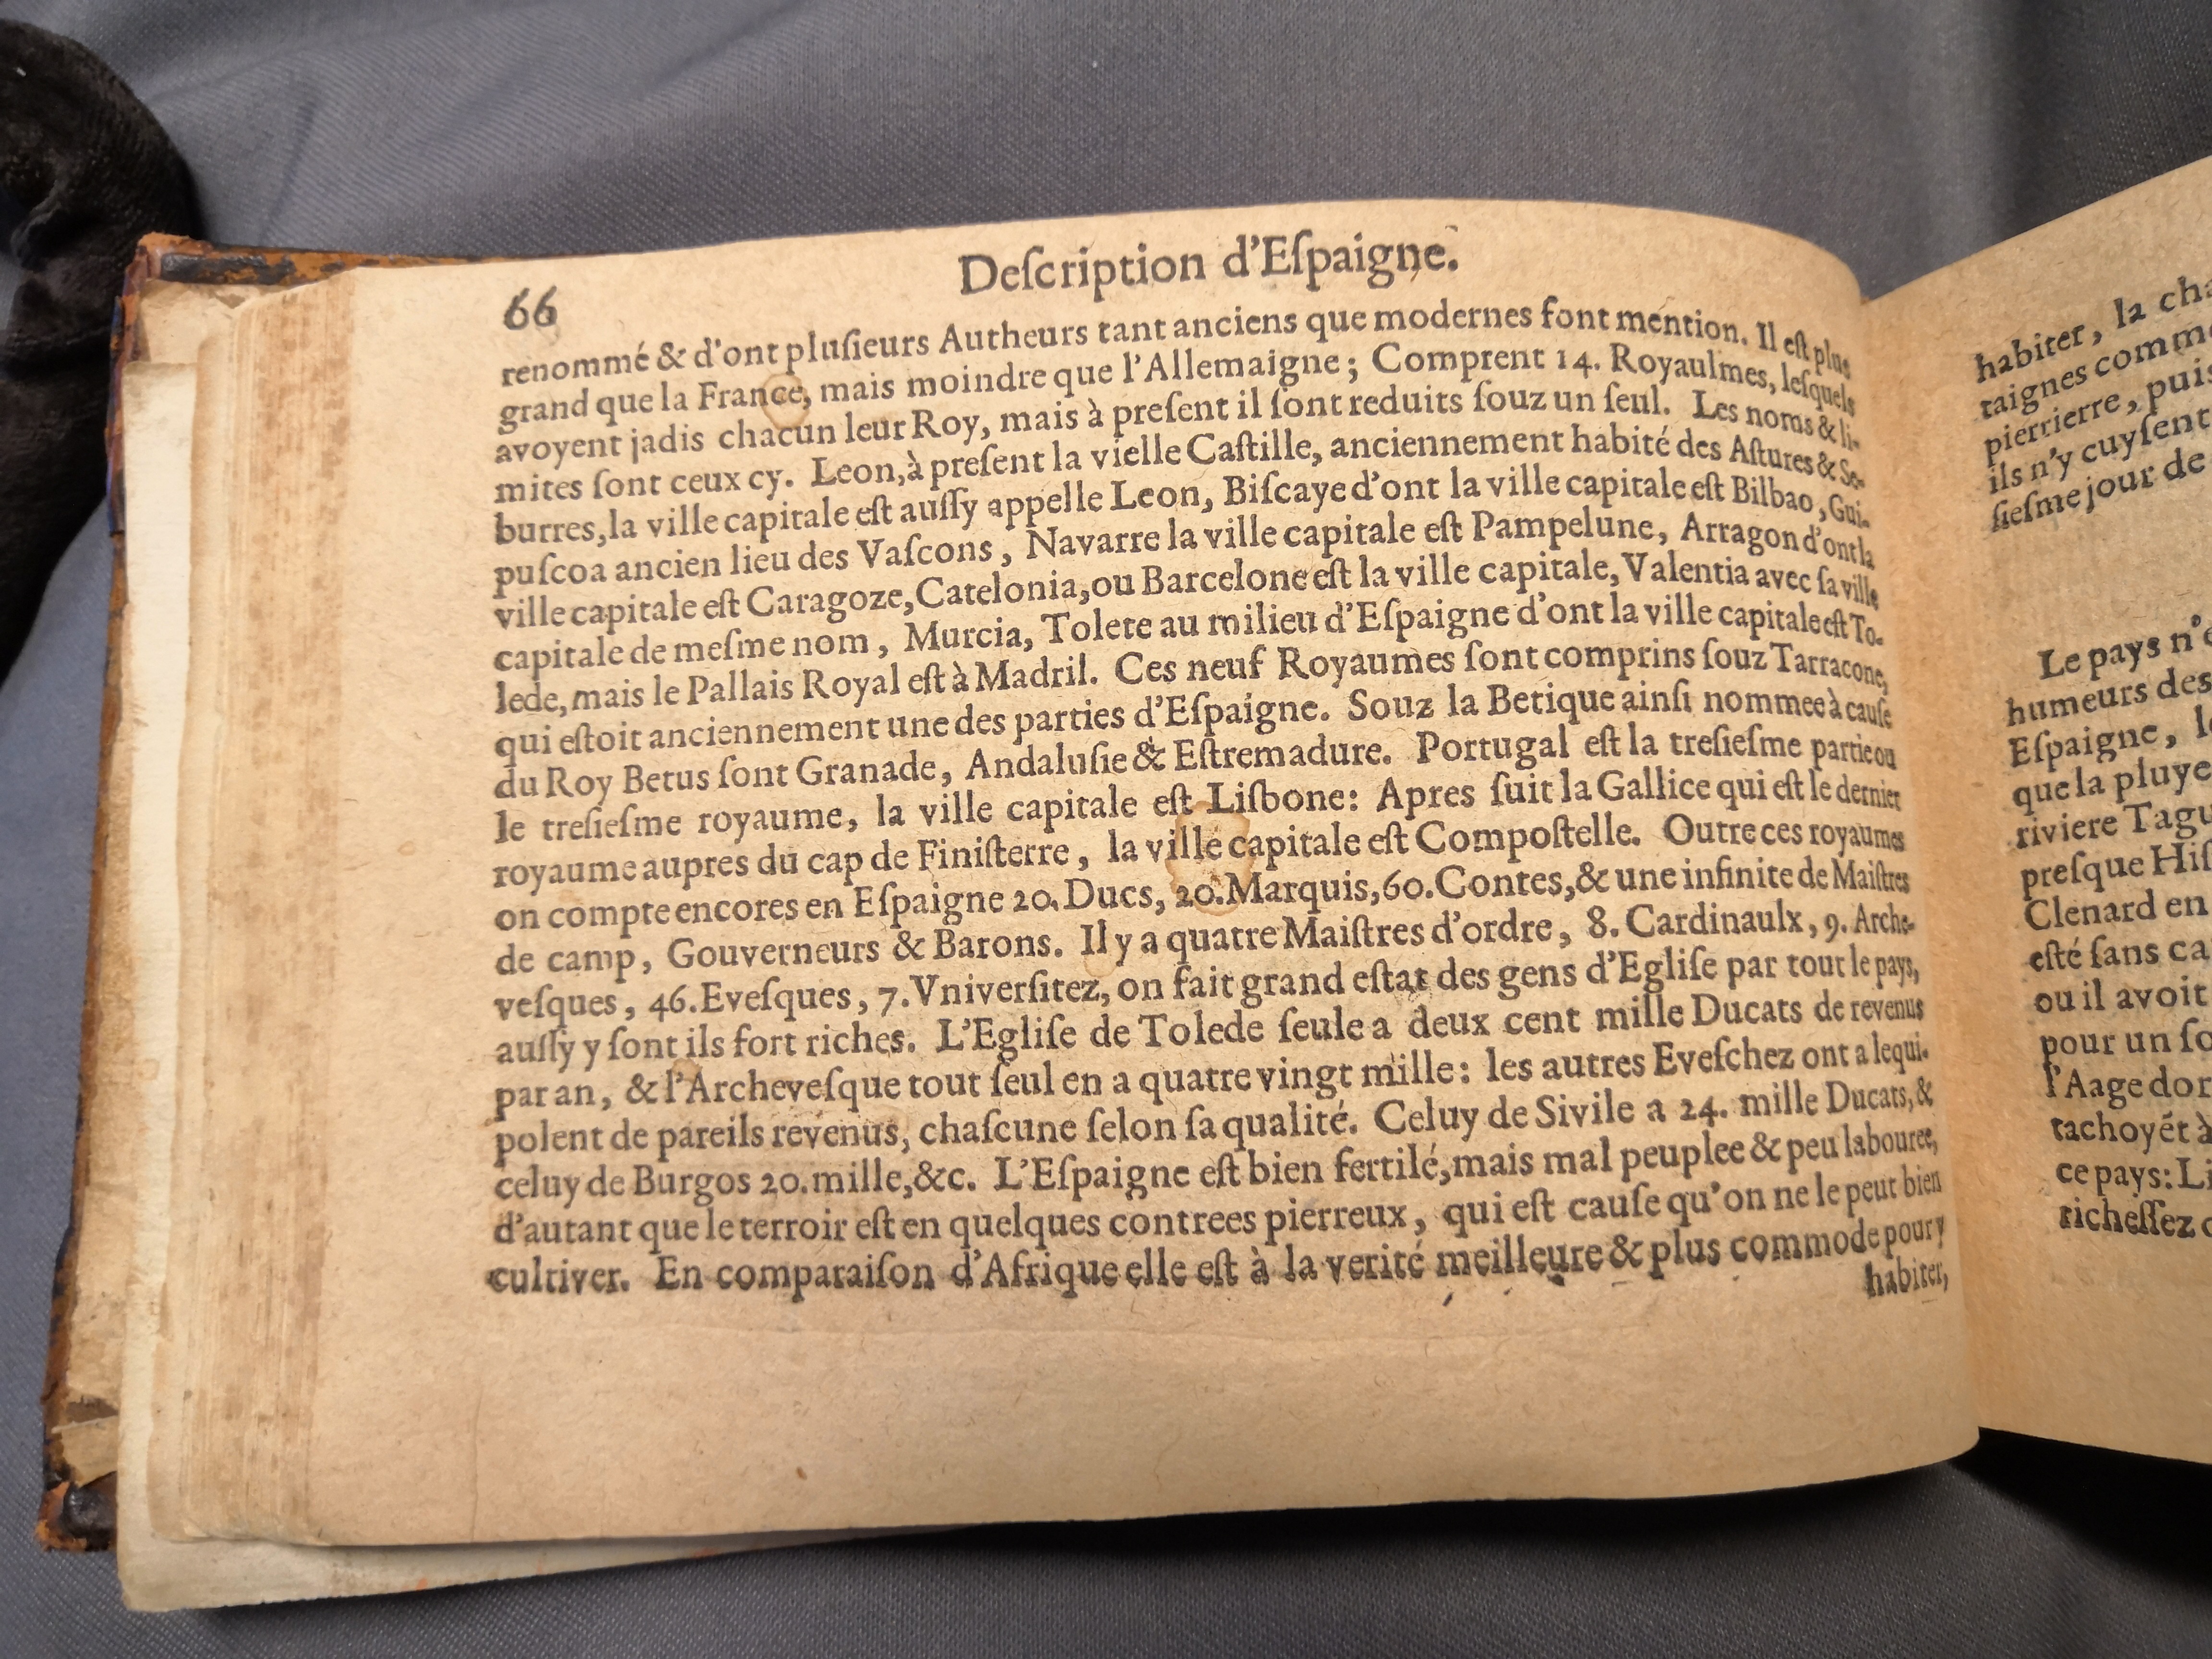 66
Deſcription d'Eſpaigne.
renommé & d'ont pluſieurs Autheurs tant anciens que modernes font mention. Il eſt plus
grand que la France, mais moindre que l'Allemaigne; Comprent 14. Royaulmes, leſquels
avoyent jadis chacun leur Roy, mais à preſent il ſont reduits ſouz un ſeul. Les noms & li-
mites ſont ceux cy. Leon, à preſent la vielle Caſtille, anciennement habité des Aſtures & Se-
burres, la ville capitale eſt auſſy appelle Leon, Biſcaye d'ont la ville capitale eſt Bilbao, Gui-
puſcoa ancien lieu des Vaſcons, Navarre la ville capitale eſt Pampelune, Arragon d'ont la
ville capitale eſt Caragoze, Catelonia, ou Barcelone eſt la ville capitale, Valentia avec ſa ville
capitale de meſme nom, Murcia, Tolete au milieu d'Eſpaigne d'ont la ville capitale eſt To-
lede, mais le Pallais Royal eſt à Madril. Ces neuf Royaumes ſont comprins ſouz Tarracone,
qui eſtoit anciennement une des parties d'Eſpaigne. Souz la Betique ainſi nommee à cauſe
du Roy Betus ſont Granade, Andaluſie & Eſtremadure. Portugal eſt la treſieſme partie ou
le treſieſme royaume, la ville capitale eſt Lisbone: Apres ſuit la Gallice qui eſt le dernier
royaume aupres du cap de Finiſterre, la ville capitale eſt Compoſtelle. Outre ces royaumes
on compte encores en Eſpaigne 20. Ducs, 20. Marquis, 60. Contes, & une infinite de Maiſtres
de camp, Gouverneurs & Barons. Il y a quatre Maiſtres d'ordre, 8. Cardinaulx, 9. Arche-
veſques, 46. Eveſques, 7. Vniverſitez, on fait grand eſtat des gens d'Egliſe par tout le pays,
auſſy y ſont ils fort riches. L'Egliſe de Tolede ſeule a deux cent mille Ducats de revenus
par an, & l'Archeveſque tout ſeul en a quatre vingt mille: les autres Eveſchez ont a lequi-
polent de pareils revenus, chaſcune ſelon ſa qualité. Celuy de Sivile a 24. mille Ducats, &
celuy de Burgos 20. mille, &c. L'Eſpaigne eſt bien fertilé, mais mal peuplee & peu labouree,
d'autant que le terroir eſt en quelques contrees pierreux, qui eſt cauſe qu'on ne le peut bien
cultiver. En comparaiſon d'Afrique elle eſt à la verité meilleure & plus commode pour y
habiter,
habiter, la
taignes
pierrierre, puis
ils n'y cuyſent
ſieſme jour de
Le pays
humeurs des
Eſpaigne,
que la pluye
riviere
preſque
Clenard en
eſté ſans
ou il avoit
pour un
l'Aage
tachoyēt à
ce pays:
richeſſez